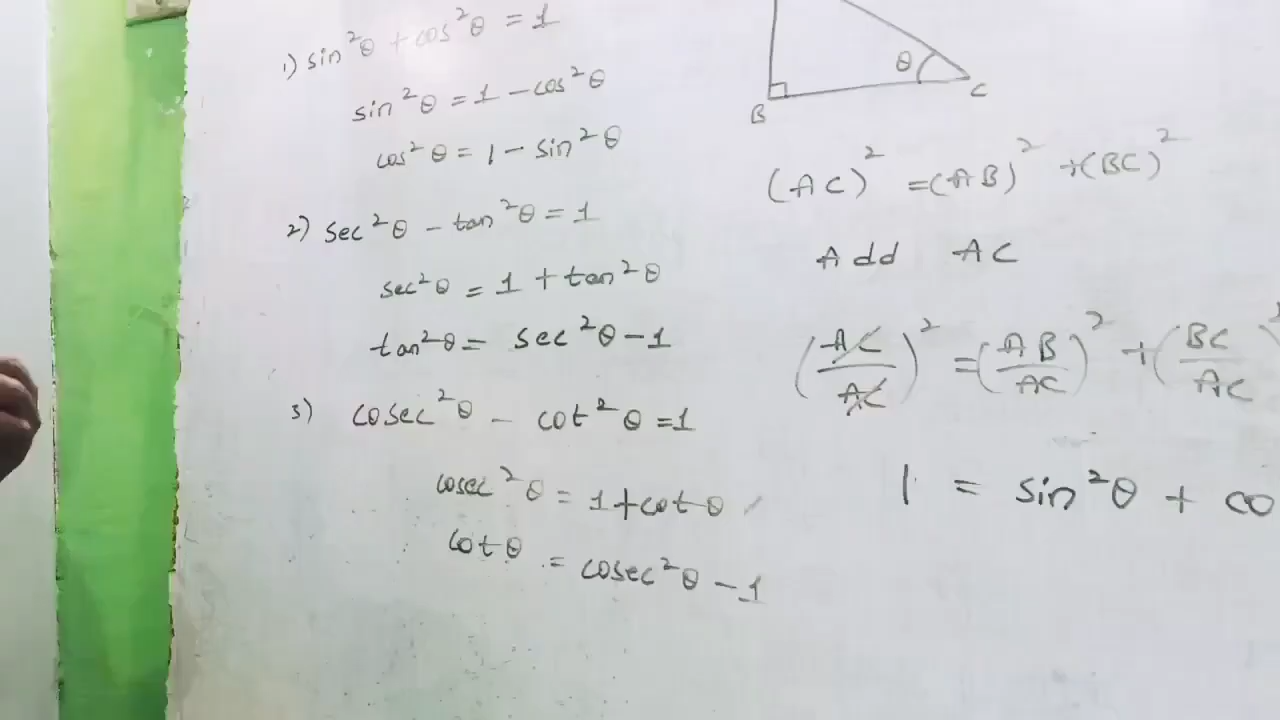 1) sin²θ + cos²θ = 1
sin²θ = 1 - cos²θ
cos²θ = 1 - sin²θ
2) sec²θ - tan²θ = 1
sec²θ = 1 + tan²θ
tan²θ = sec²θ - 1
3) cosec²θ - cot²θ = 1
cosec²θ = 1 + cotθ
cotθ = cosec²θ - 1
θ
B C
(AC)² = (AB)² + (BC)²
Add AC
(AC/AC)² = (AB/AC)² + (BC/AC)²
1 = sin²θ + co